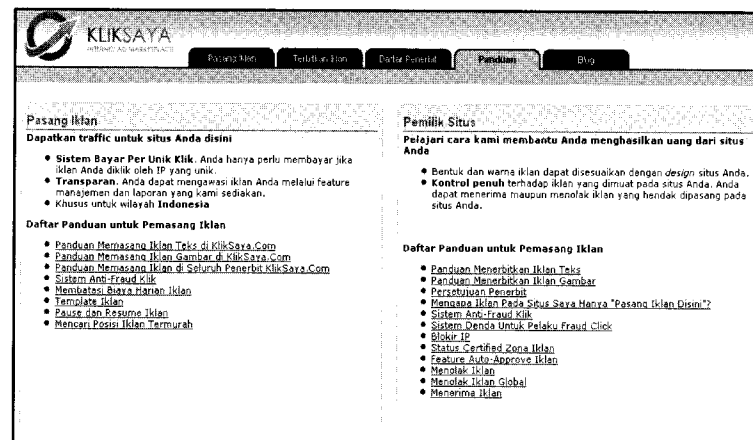 KLIKSAYA
INTERNET AD MARKETPLACE
Pasang Iklan
Terbitkan Iklan
Daftar Penerbit
Panduan
Blog
Pasang Iklan
Dapatkan traffic untuk situs Anda disini
● Sistem Bayar Per Unik Klik. Anda hanya perlu membayar jika
iklan Anda diklik oleh IP yang unik.
● Transparan. Anda dapat mengawasi iklan Anda melalui feature
manajemen dan laporan yang kami sediakan.
● Khusus untuk wilayah Indonesia
Daftar Panduan untuk Pemasang Iklan
● Panduan Memasang Iklan Teks di KlikSaya.Com
● Panduan Memasang Iklan Gambar di KlikSaya.Com
● Panduan Memasang Iklan di Seluruh Penerbit KlikSaya.Com
● Sistem Anti-Fraud Klik
● Membatasi Biaya Harian Iklan
● Template Iklan
● Pause dan Resume Iklan
● Mencari Posisi Iklan Termurah
Pemilik Situs
Pelajari cara kami membantu Anda menghasilkan uang dari situs
Anda
● Bentuk dan warna iklan dapat disesuaikan dengan design situs Anda.
● Kontrol penuh terhadap iklan yang dimuat pada situs Anda. Anda
dapat menerima maupun menolak iklan yang hendak dipasang pada
situs Anda.
Daftar Panduan untuk Pemasang Iklan
● Panduan Menerbitkan Iklan Teks
● Panduan Menerbitkan Iklan Gambar
● Persetujuan Penerbit
● Mengapa Iklan Pada Situs Saya Hanya "Pasang Iklan Disini"?
● Sistem Anti-Fraud Klik
● Sistem Denda Untuk Pelaku Fraud Click
● Blokir IP
● Status Certified Zona Iklan
● Feature Auto-Approve Iklan
● Menolak Iklan
● Menolak Iklan Global
● Menerima Iklan